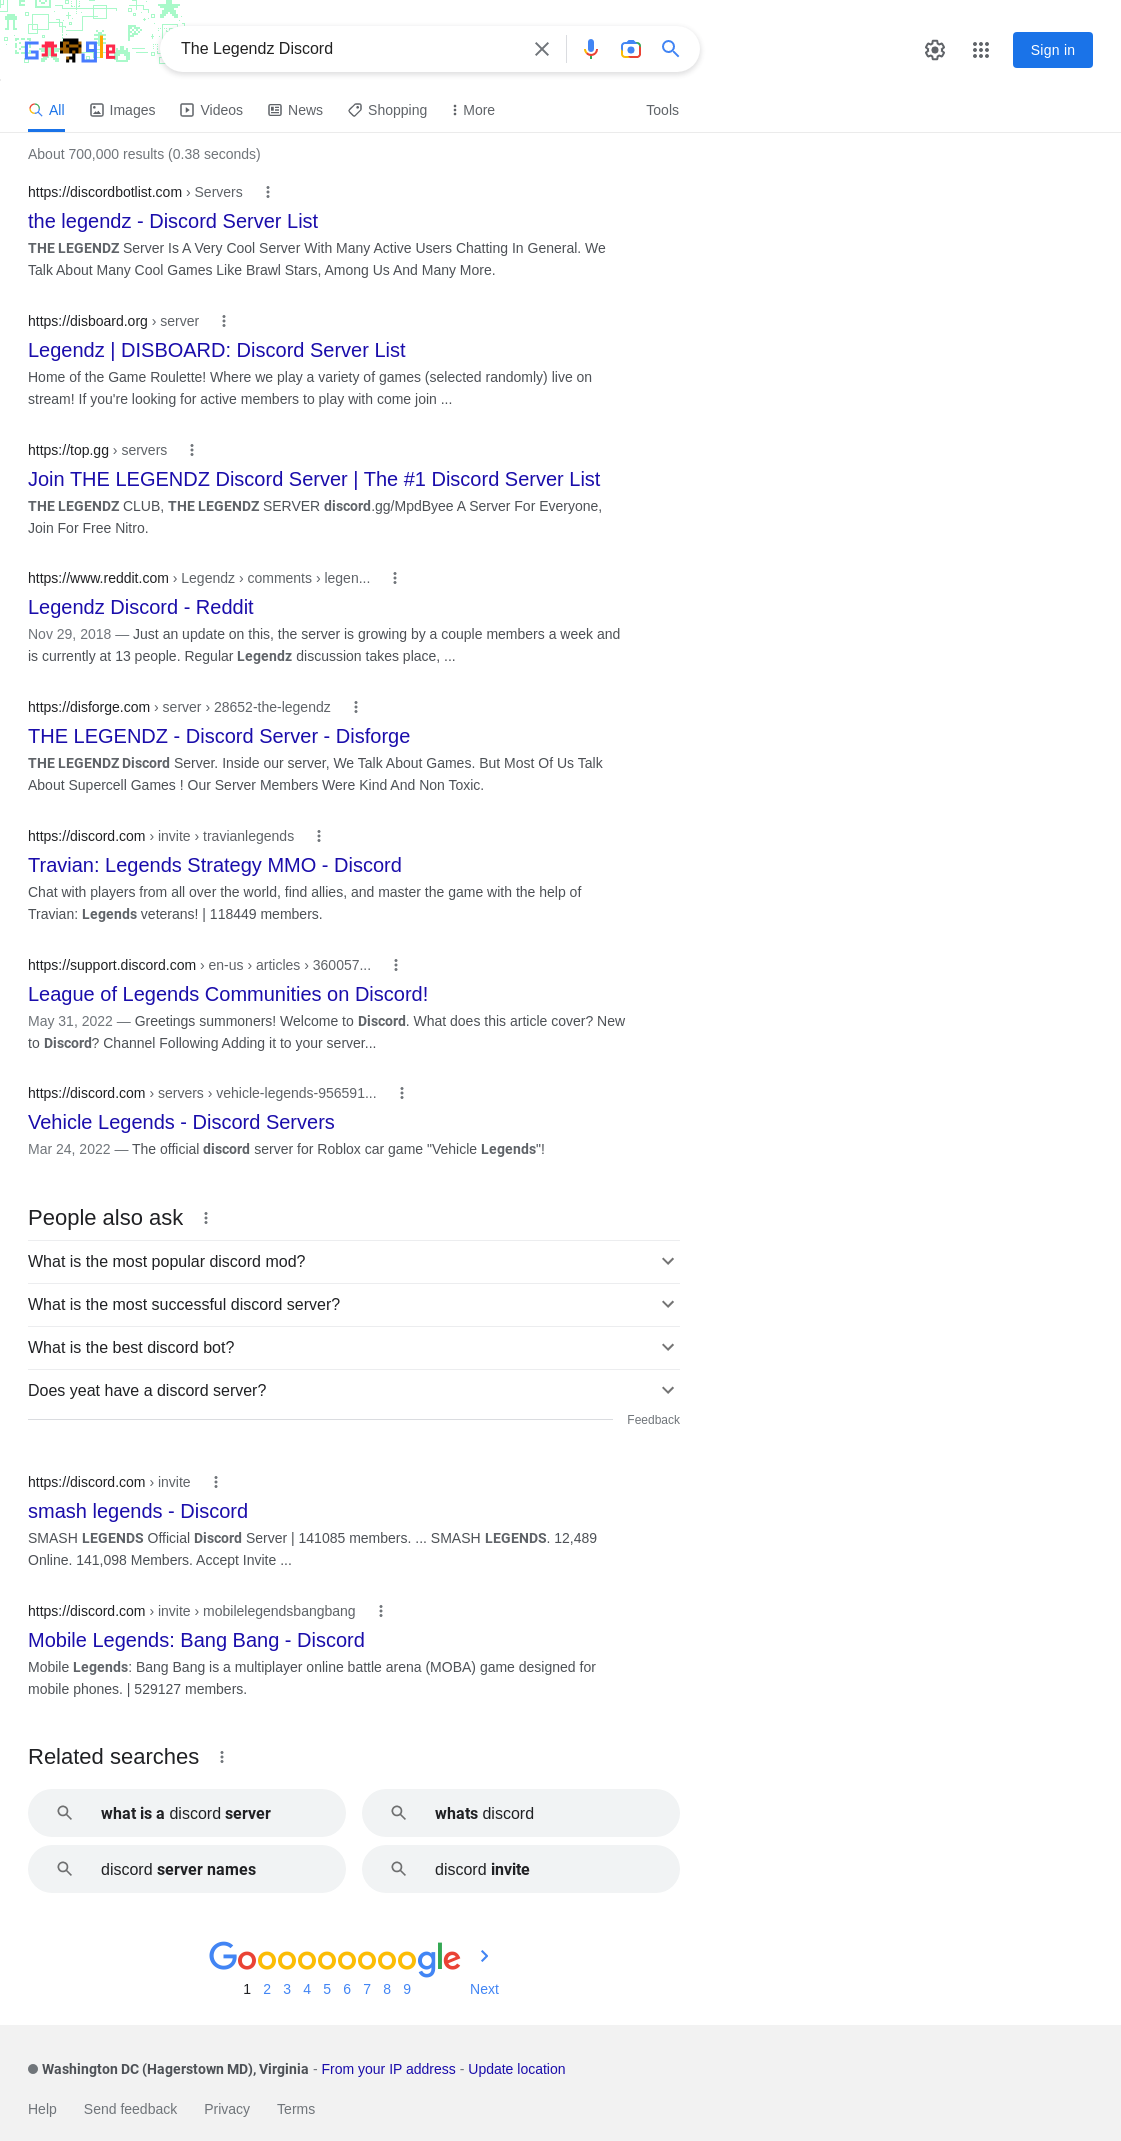 The Legendz Discord
Sign in
All Images Videos News Shopping More Tools
About 700,000 results (0.38 seconds)
https://discordbotlist.com › Servers
the legendz - Discord Server List
THE LEGENDZ Server Is A Very Cool Server With Many Active Users Chatting In General. We
Talk About Many Cool Games Like Brawl Stars, Among Us And Many More.
https://disboard.org › server
Legendz | DISBOARD: Discord Server List
Home of the Game Roulette! Where we play a variety of games (selected randomly) live on
stream! If you're looking for active members to play with come join ...
https://top.gg › servers
Join THE LEGENDZ Discord Server | The #1 Discord Server List
THE LEGENDZ CLUB, THE LEGENDZ SERVER discord.gg/MpdByee A Server For Everyone,
Join For Free Nitro.
https://www.reddit.com › Legendz › comments › legen...
Legendz Discord - Reddit
Nov 29, 2018 — Just an update on this, the server is growing by a couple members a week and
is currently at 13 people. Regular Legendz discussion takes place, ...
https://disforge.com › server › 28652-the-legendz
THE LEGENDZ - Discord Server - Disforge
THE LEGENDZ Discord Server. Inside our server, We Talk About Games. But Most Of Us Talk
About Supercell Games ! Our Server Members Were Kind And Non Toxic.
https://discord.com › invite › travianlegends
Travian: Legends Strategy MMO - Discord
Chat with players from all over the world, find allies, and master the game with the help of
Travian: Legends veterans! | 118449 members.
https://support.discord.com › en-us › articles › 360057...
League of Legends Communities on Discord!
May 31, 2022 — Greetings summoners! Welcome to Discord. What does this article cover? New
to Discord? Channel Following Adding it to your server...
https://discord.com › servers › vehicle-legends-956591...
Vehicle Legends - Discord Servers
Mar 24, 2022 — The official discord server for Roblox car game "Vehicle Legends"!
People also ask
What is the most popular discord mod?
What is the most successful discord server?
What is the best discord bot?
Does yeat have a discord server?
Feedback
https://discord.com › invite
smash legends - Discord
SMASH LEGENDS Official Discord Server | 141085 members. ... SMASH LEGENDS. 12,489
Online. 141,098 Members. Accept Invite ...
https://discord.com › invite › mobilelegendsbangbang
Mobile Legends: Bang Bang - Discord
Mobile Legends: Bang Bang is a multiplayer online battle arena (MOBA) game designed for
mobile phones. | 529127 members.
Related searches
what is a discord server
whats discord
discord server names
discord invite
Goooooooooogle
1 2 3 4 5 6 7 8 9 Next
Washington DC (Hagerstown MD), Virginia - From your IP address - Update location
Help Send feedback Privacy Terms